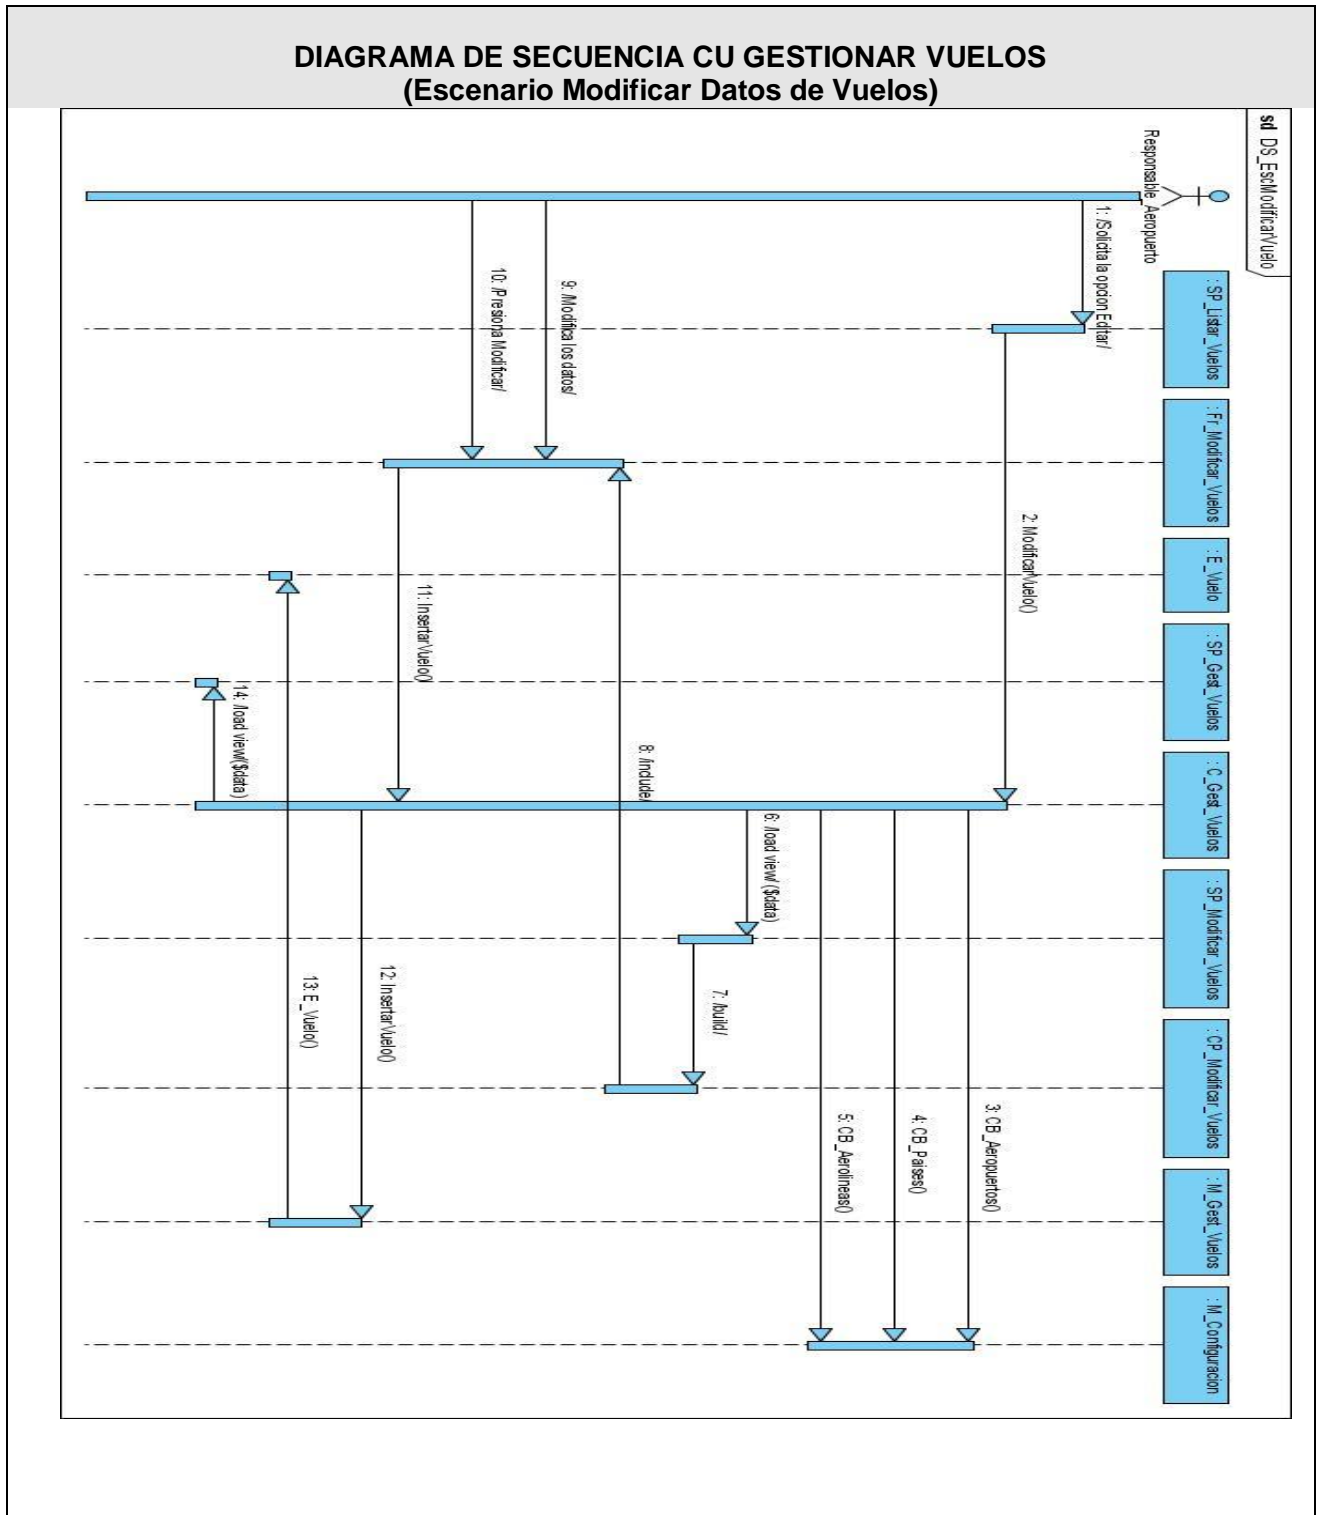 DIAGRAMA DE SECUENCIA CU GESTIONAR VUELOS
(Escenario Modificar Datos de Vuelos)
sd DS_EscModificarVuelo
Responsable_Aeropuerto
: SP_Listar_Vuelos
: Fr_Modificar_Vuelos
: E_Vuelo
: SP_Gest_Vuelos
: C_Gest_Vuelos
: SP_Modificar_Vuelos
: CP_Modificar_Vuelos
: M_Gest_Vuelos
: M_Configuracion
1: /Solicita la opcion Editar/
2: ModificarVuelo()
3: CB_Aeropuertos()
4: CB_Paises()
5: CB_Aerolineas()
6: /load view/ ($data)
7: /build/
8: /include/
9: /Modifica los datos/
10: /Presiona Modificar/
11: InsertarVuelo()
12: InsertarVuelo()
13: E_Vuelo()
14: /load view/($data)